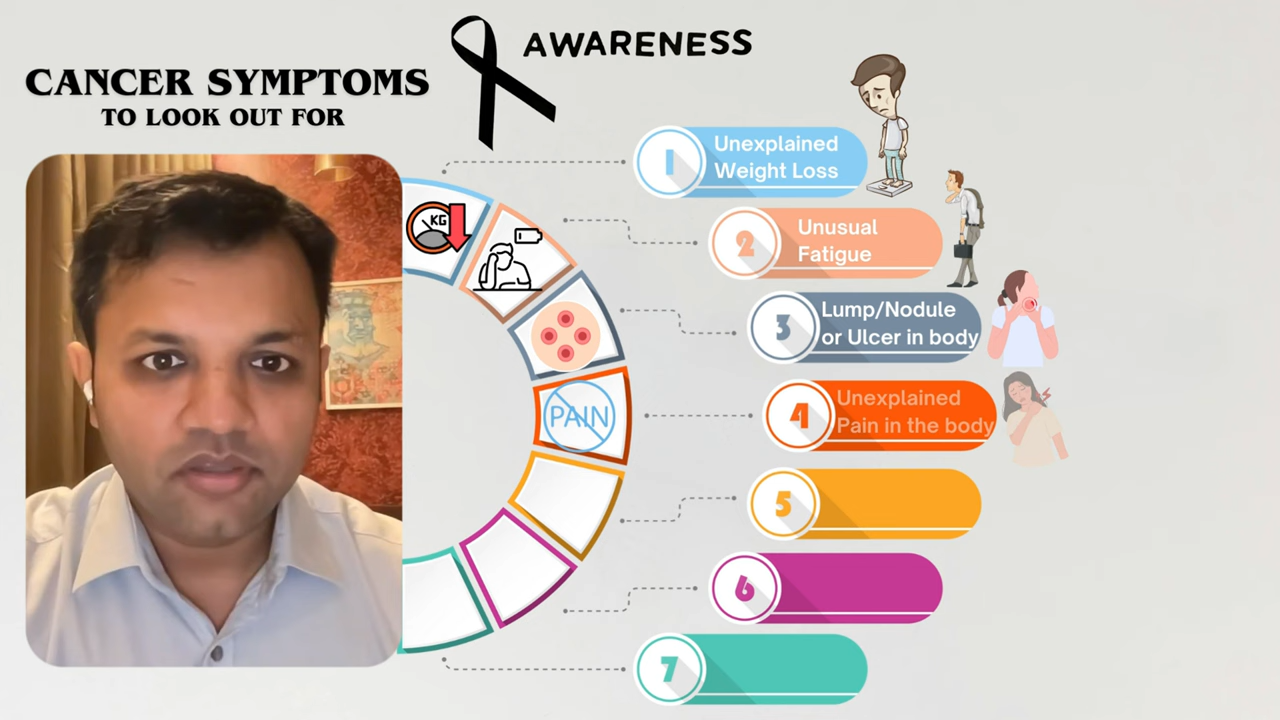 AWARENESS
CANCER SYMPTOMS
TO LOOK OUT FOR
1
Unexplained
Weight Loss
KG
2
Unusual
Fatigue
3
Lump/Nodule
or Ulcer in body
PAIN
4
Unexplained
Pain in the body
5
6
7